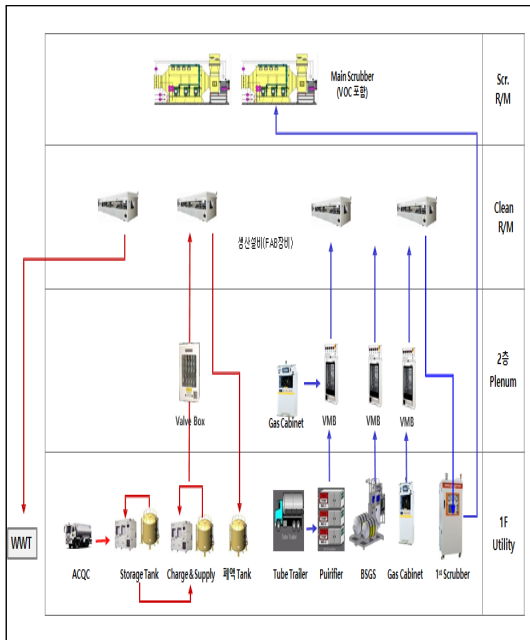 Main Scrubber
(VOC 포함)
Scr.
R/M
생산설비(FAB장비)
Clean
R/M
Valve Box
Gas Cabinet
VMB
VMB
VMB
2층
Plenum
WWT
ACQC
Storage Tank
Charge & Supply
폐액 Tank
Tube Trailer
Puirifier
BSGS
Gas Cabinet
1st Scrubber
1F
Utility